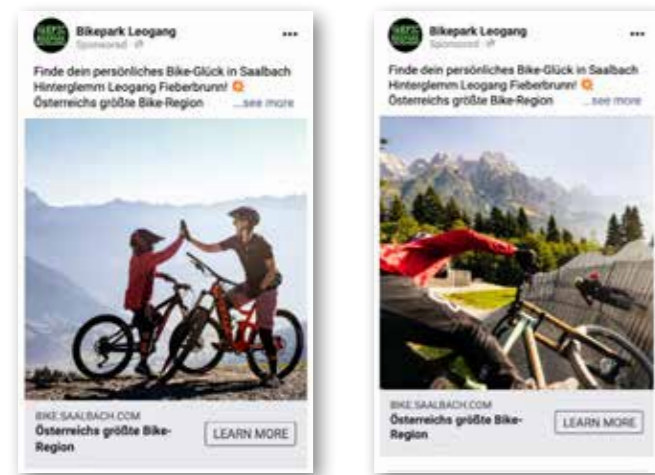 Bikepark Leogang
Sponsored
Finde dein persönliches Bike-Glück in Saalbach
Hinterglemm Leogang Fieberbrunn!
Österreichs größte Bike-Region ...see more
BIKE.SAALBACH.COM
Österreichs größte Bike-
Region
LEARN MORE
Bikepark Leogang
Sponsored
Finde dein persönliches Bike-Glück in Saalbach
Hinterglemm Leogang Fieberbrunn!
Österreichs größte Bike-Region ...see more
BIKE.SAALBACH.COM
Österreichs größte Bike-
Region
LEARN MORE